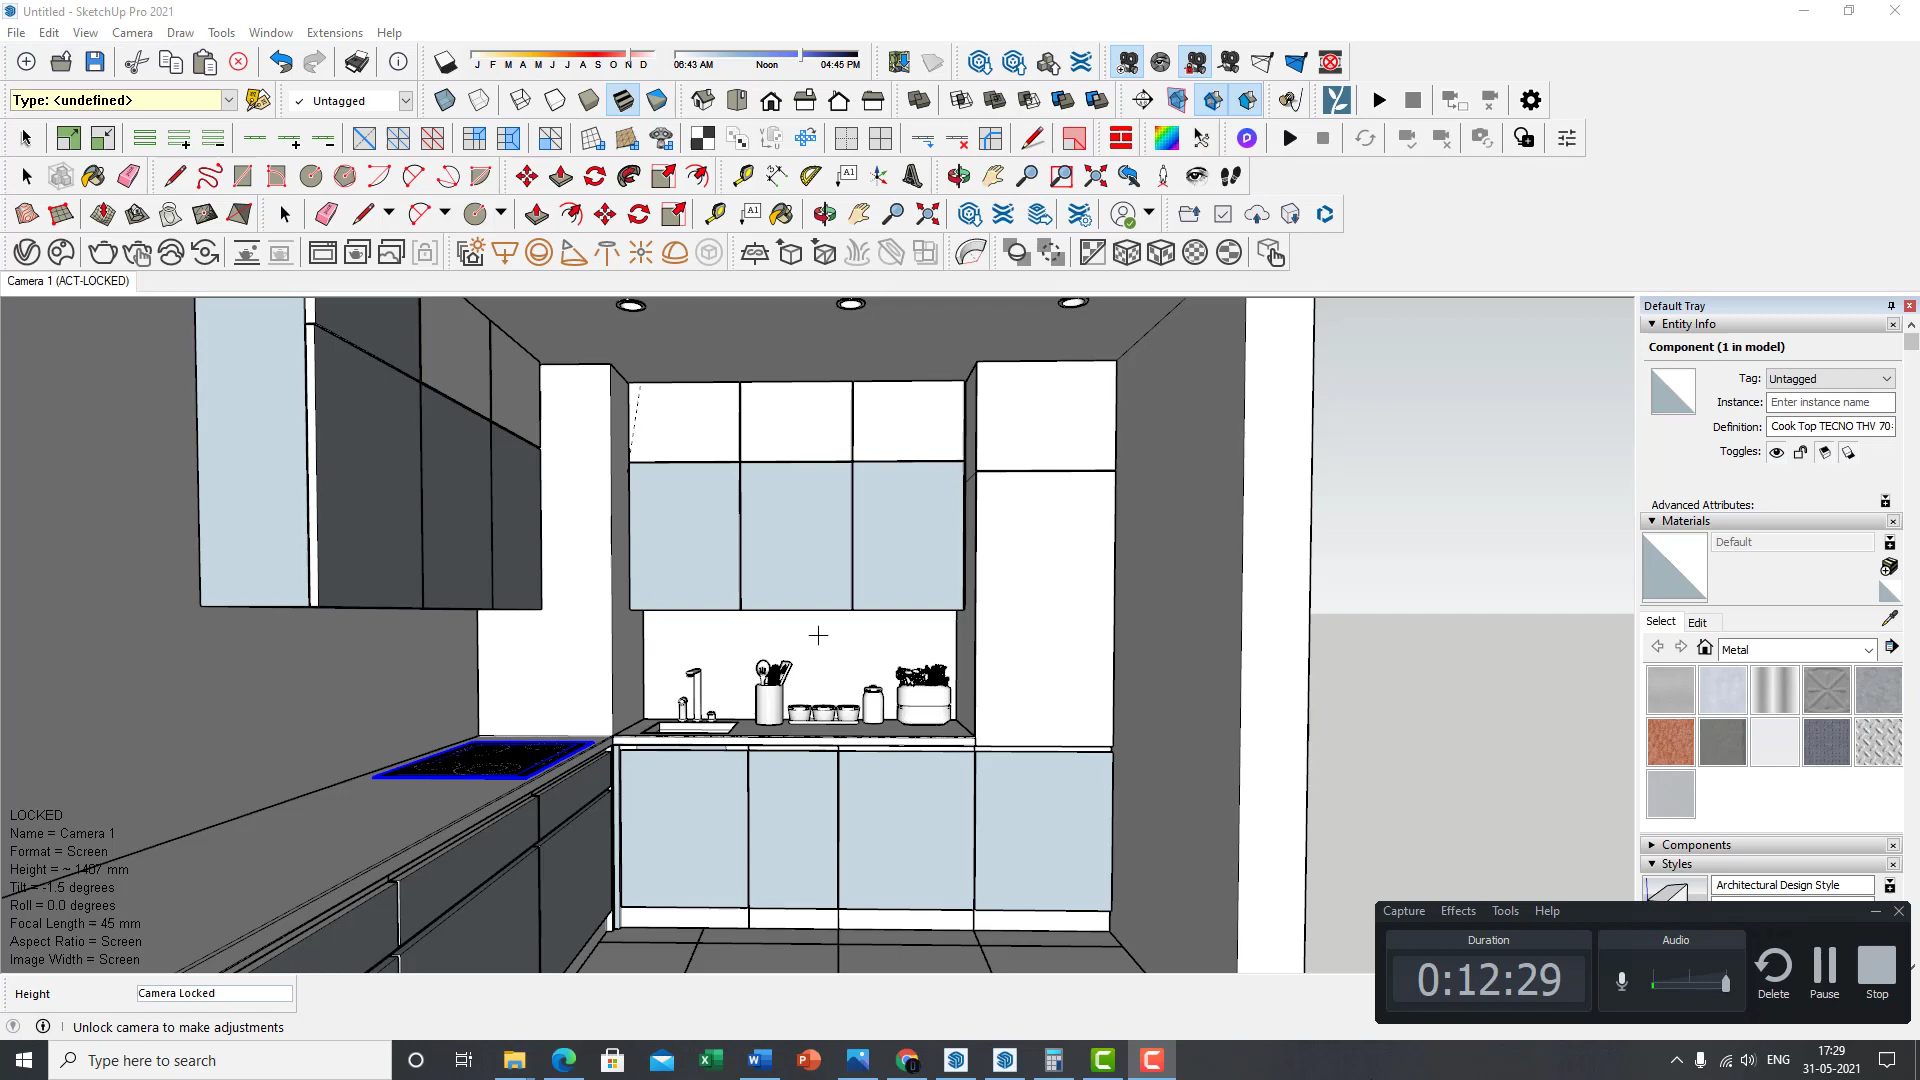 Untitled - SketchUp Pro 2021
File Edit View Camera Draw Tools Window Extensions Help
J F M A M J J A S O N D
06:43 AM Noon 04:45 PM
Type: <undefined>
Untagged
A1
A1
Camera 1 (ACT-LOCKED)
Default Tray
Entity Info
Component (1 in model)
Tag: Untagged
Instance: Enter instance name
Definition: Cook Top TECNO THV 70
Toggles:
Advanced Attributes:
Materials
Default
Select Edit
Metal
Components
Styles
Architectural Design Style
LOCKED
Name = Camera 1
Format = Screen
Height = ~ 1407 mm
Tilt = -1.5 degrees
Roll = 0.0 degrees
Focal Length = 45 mm
Aspect Ratio = Screen
Image Width = Screen
Height Camera Locked
Unlock camera to make adjustments
Capture Effects Tools Help
Duration Audio
0:12:29
Delete Pause Stop
Type here to search
ENG
17:29
31-05-2021